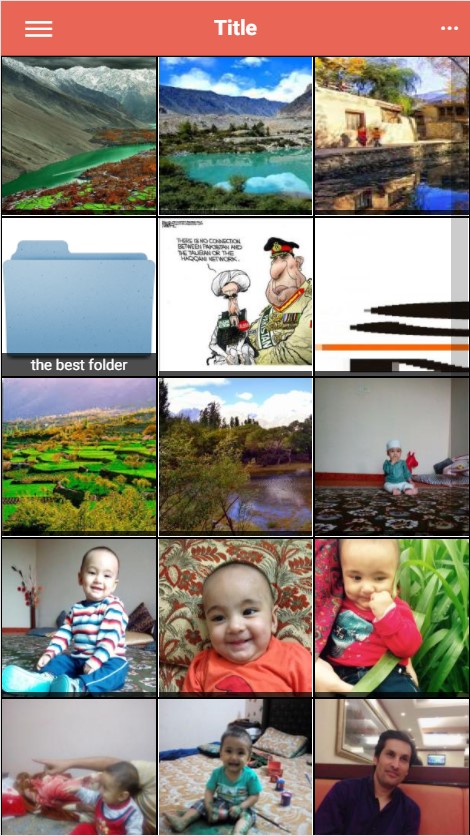 Title
the best folder
THERE IS NO CONNECTION
BETWEEN PAKISTAN AND
THE TALIBAN OR THE
HAQQANI NETWORK..